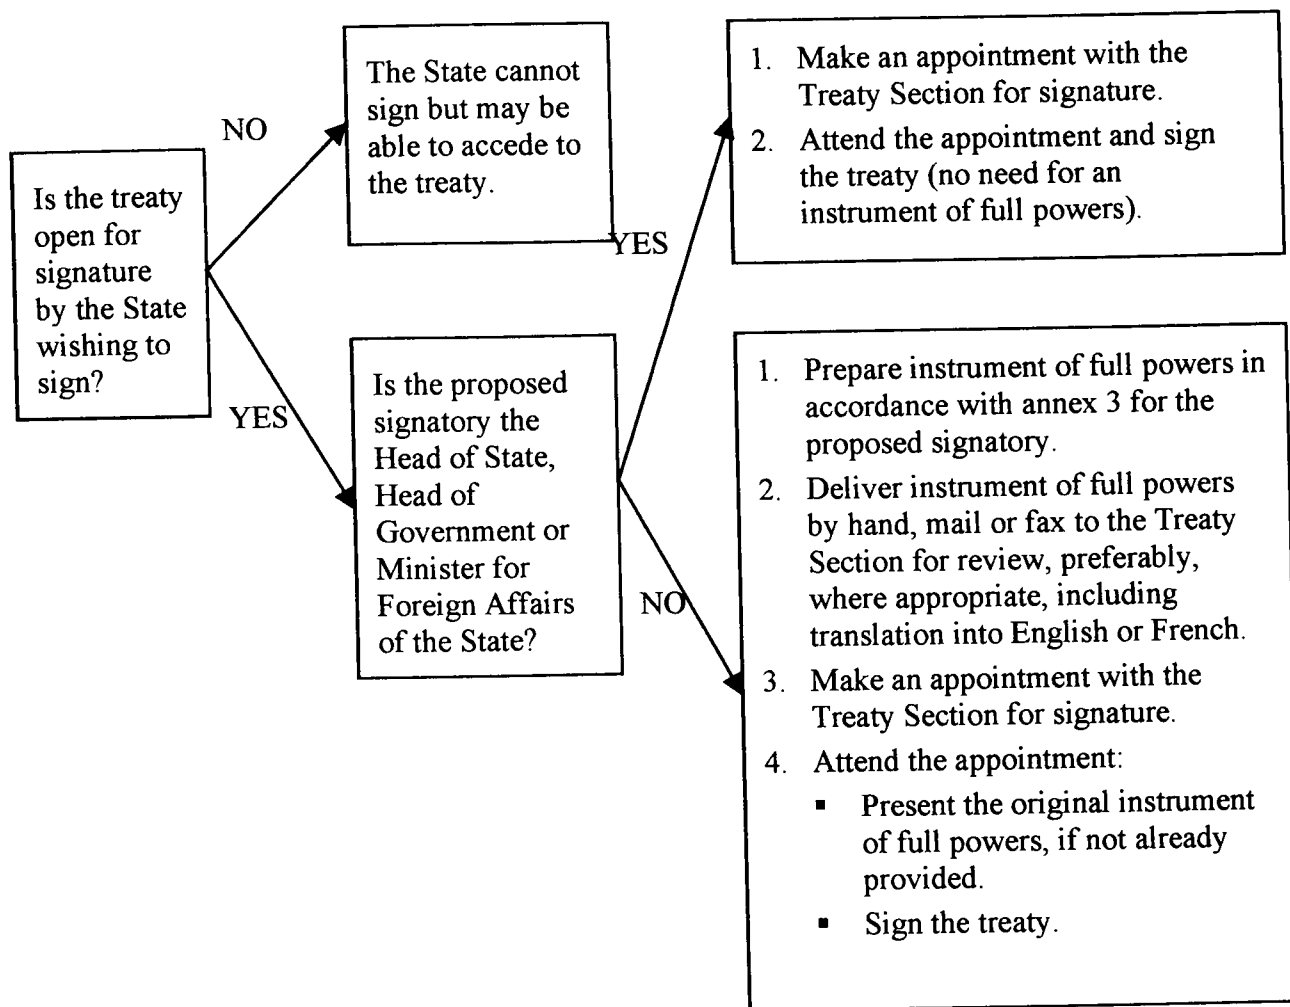 Is the treaty
open for
signature
by the State
wishing to
sign?
NO
YES
The State cannot
sign but may be
able to accede to
the treaty.
Is the proposed
signatory the
Head of State,
Head of
Government or
Minister for
Foreign Affairs
of the State?
YES
NO
1. Make an appointment with the
Treaty Section for signature.
2. Attend the appointment and sign
the treaty (no need for an
instrument of full powers).
1. Prepare instrument of full powers in
accordance with annex 3 for the
proposed signatory.
2. Deliver instrument of full powers
by hand, mail or fax to the Treaty
Section for review, preferably,
where appropriate, including
translation into English or French.
3. Make an appointment with the
Treaty Section for signature.
4. Attend the appointment:
▪ Present the original instrument
of full powers, if not already
provided.
▪ Sign the treaty.